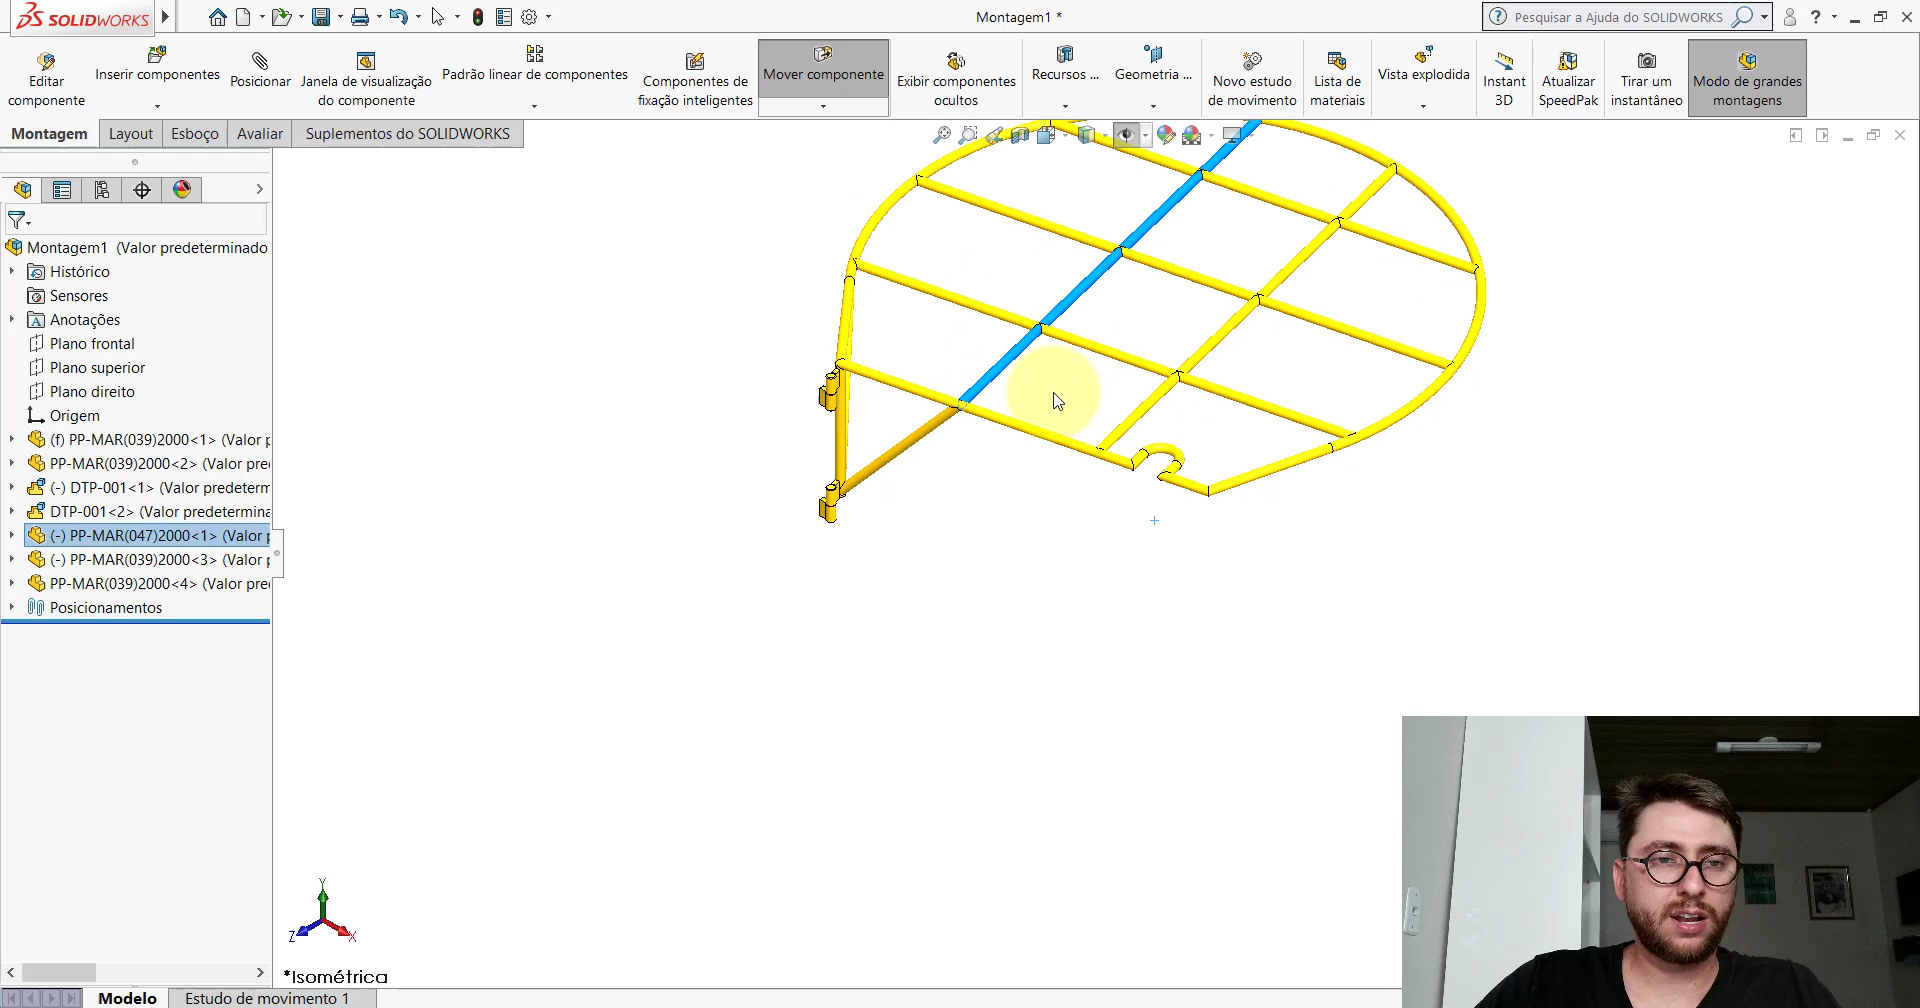 SOLIDWORKS
Montagem1 *
Pesquisar a Ajuda do SOLIDWORKS
Editar componente
Inserir componentes
Posicionar
Janela de visualização do componente
Padrão linear de componentes
Componentes de fixação inteligentes
Mover componente
Exibir componentes ocultos
Recursos ...
Geometria ...
Novo estudo de movimento
Lista de materiais
Vista explodida
Instant 3D
Atualizar SpeedPak
Tirar um instantâneo
Modo de grandes montagens
Montagem
Layout
Esboço
Avaliar
Suplementos do SOLIDWORKS
Montagem1 (Valor predeterminado
Histórico
Sensores
Anotações
Plano frontal
Plano superior
Plano direito
Origem
(f) PP-MAR(039)2000<1> (Valor p
PP-MAR(039)2000<2> (Valor pre
(-) DTP-001<1> (Valor predeterm
DTP-001<2> (Valor predetermina
(-) PP-MAR(047)2000<1> (Valor p
(-) PP-MAR(039)2000<3> (Valor p
PP-MAR(039)2000<4> (Valor pre
Posicionamentos
Y
Z
X
*Isométrica
Modelo
Estudo de movimento 1